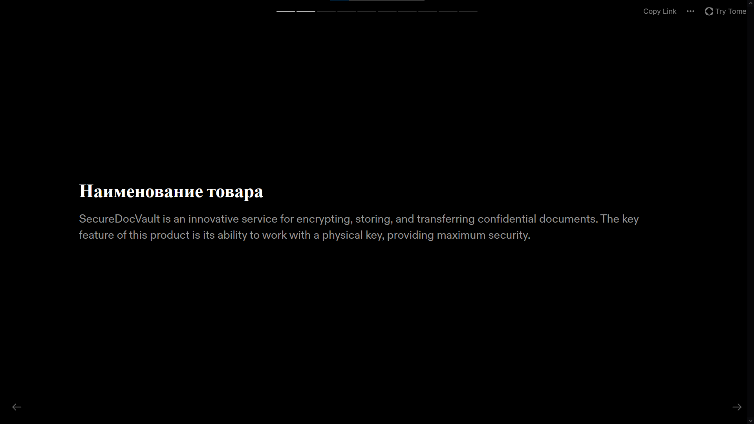 Copy Link ••• Try Tome
Наименование товара
SecureDocVault is an innovative service for encrypting, storing, and transferring confidential documents. The key
feature of this product is its ability to work with a physical key, providing maximum security.